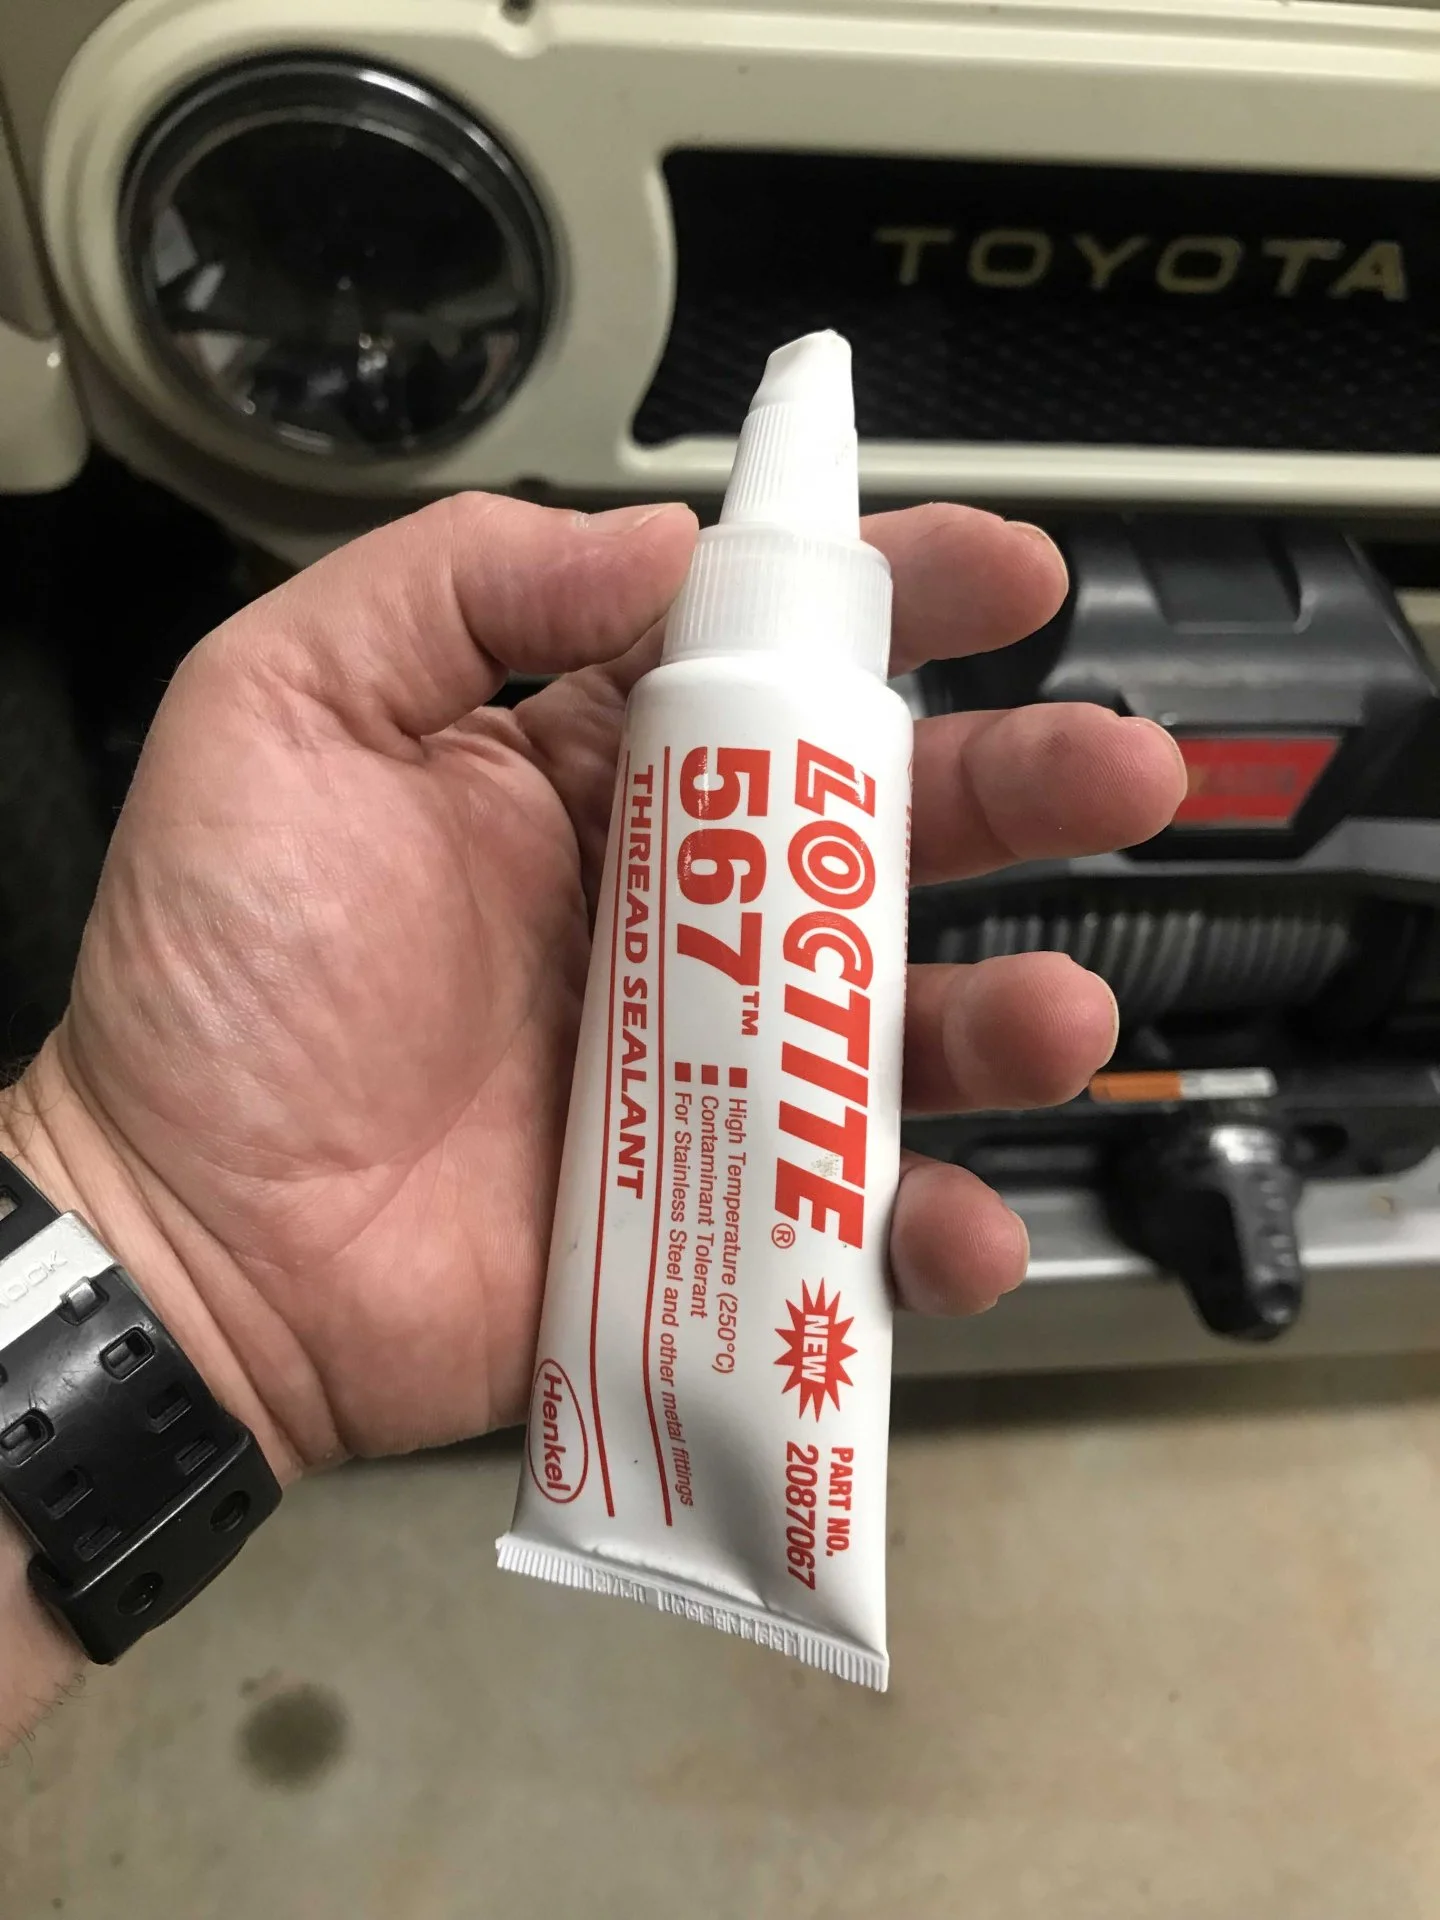 TOYOTA
LOCTITE®
567™
High Temperature (250°C)
Contaminant Tolerant
For Stainless Steel and other metal fittings
THREAD SEALANT
NEW
PART NO.
2087067
Henkel